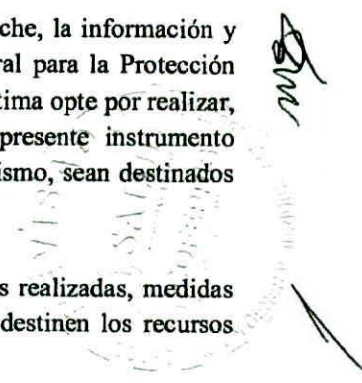 che, la información y
ral para la Protección
tima opte por realizar,
presente instrumento
ismo, sean destinados
s realizadas, medidas
destinen los recursos